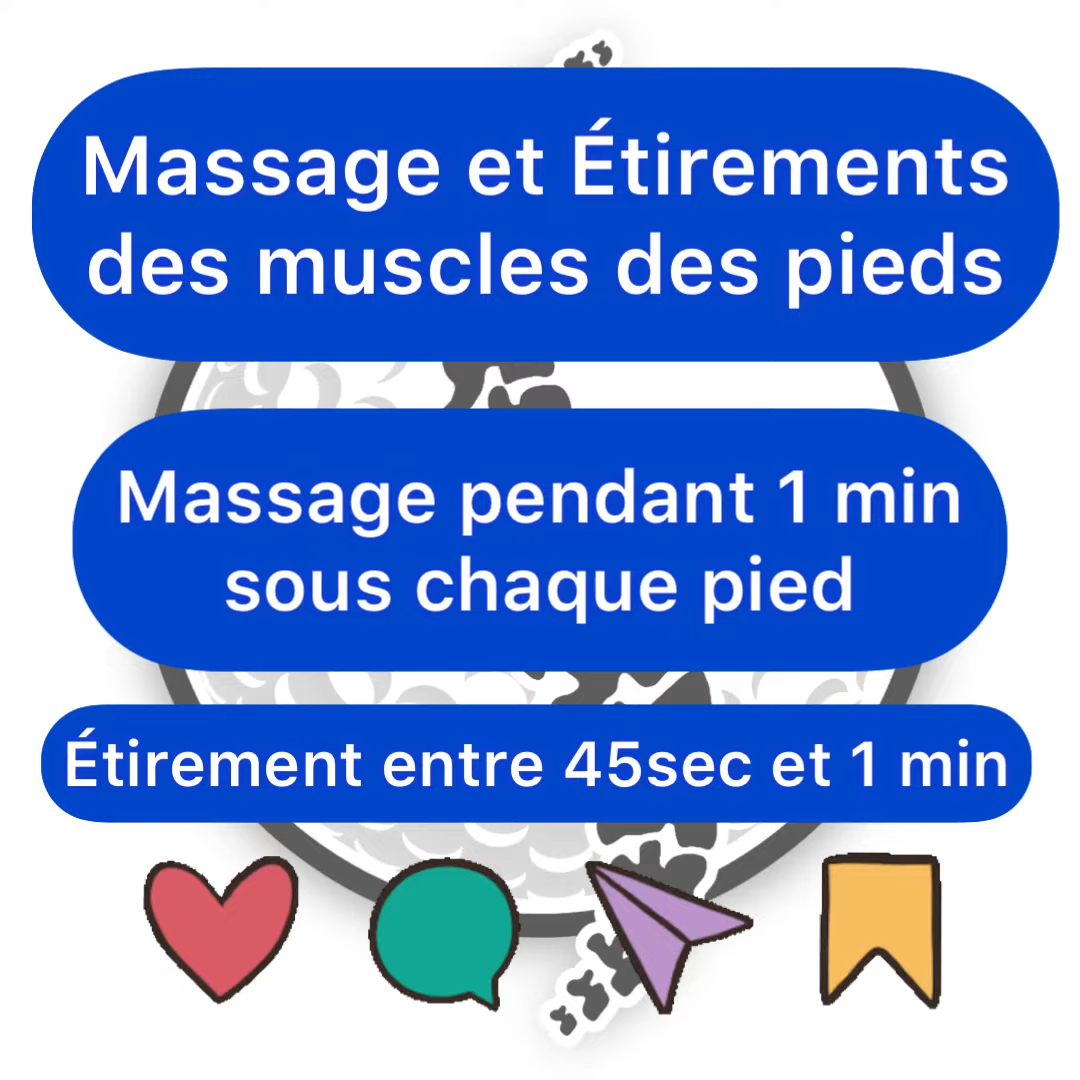 Massage et Étirements
des muscles des pieds
Massage pendant 1 min
sous chaque pied
Étirement entre 45sec et 1 min